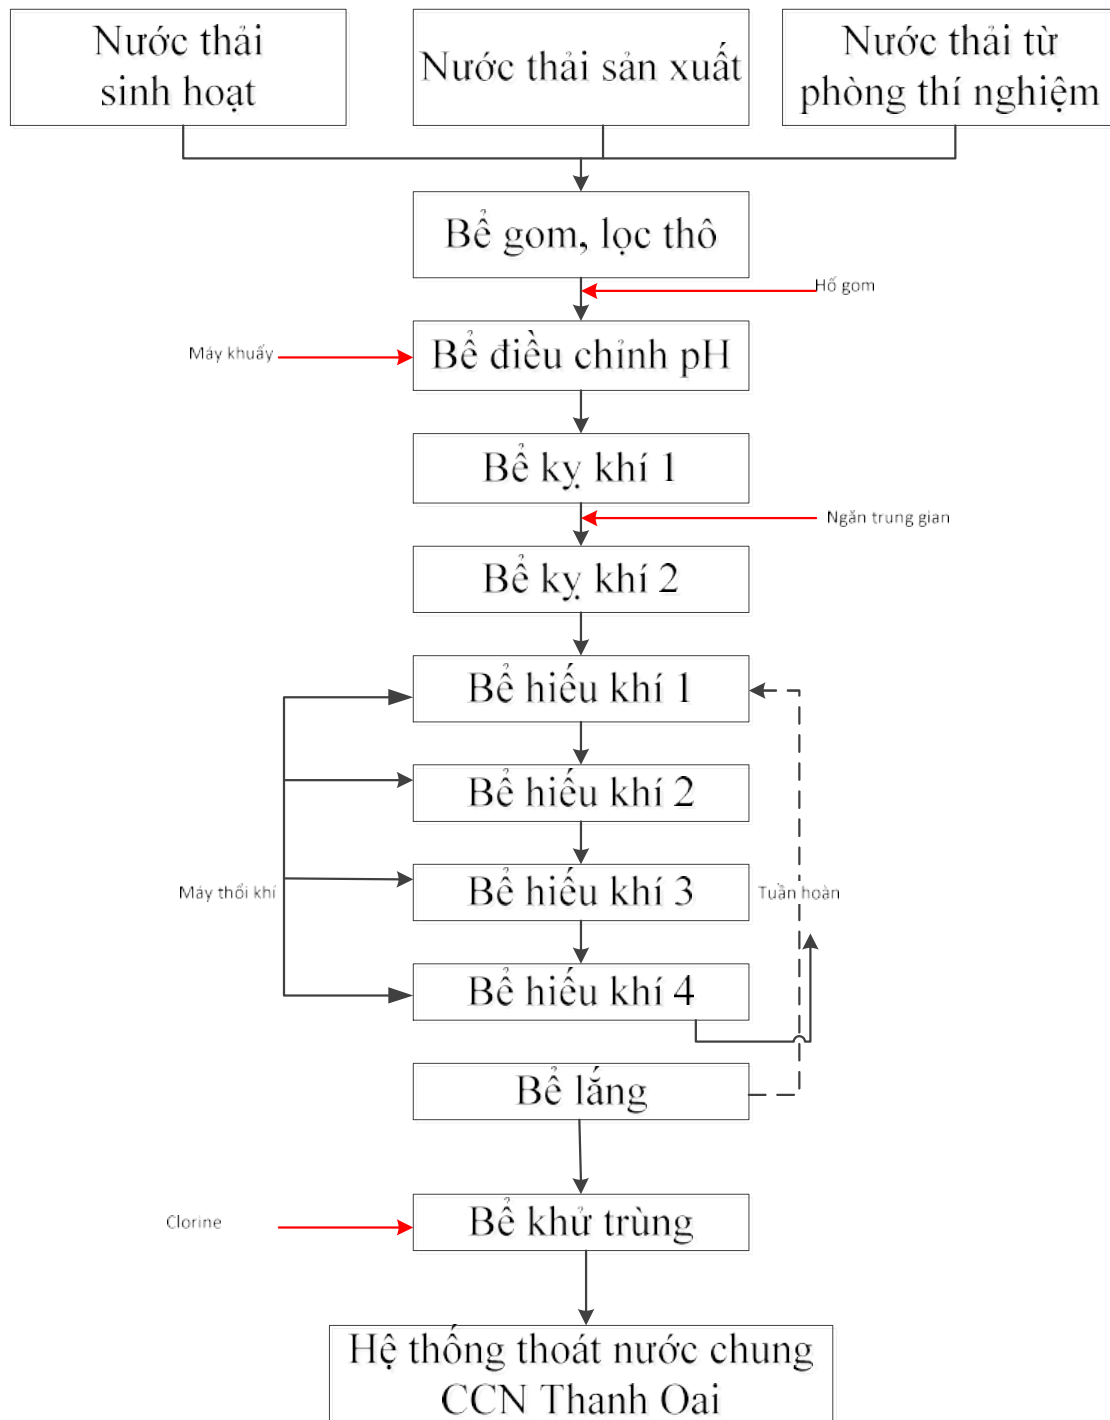 Nước thải
sinh hoạt
Nước thải sản xuất
Nước thải từ
phòng thí nghiệm
Bể gom, lọc thô
Hố gom
Máy khuấy
Bể điều chỉnh pH
Bể kỵ khí 1
Ngăn trung gian
Bể kỵ khí 2
Bể hiếu khí 1
Bể hiếu khí 2
Máy thổi khí
Bể hiếu khí 3
Tuần hoàn
Bể hiếu khí 4
Bể lắng
Clorine
Bể khử trùng
Hệ thống thoát nước chung
CCN Thanh Oai